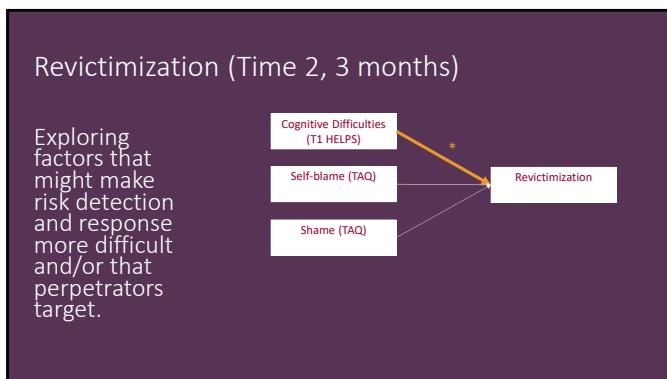 Revictimization (Time 2, 3 months)
Exploring
factors that
might make
risk detection
and response
more difficult
and/or that
perpetrators
target.
Cognitive Difficulties
(T1 HELPS)
*
Self-blame (TAQ)
Revictimization
Shame (TAQ)